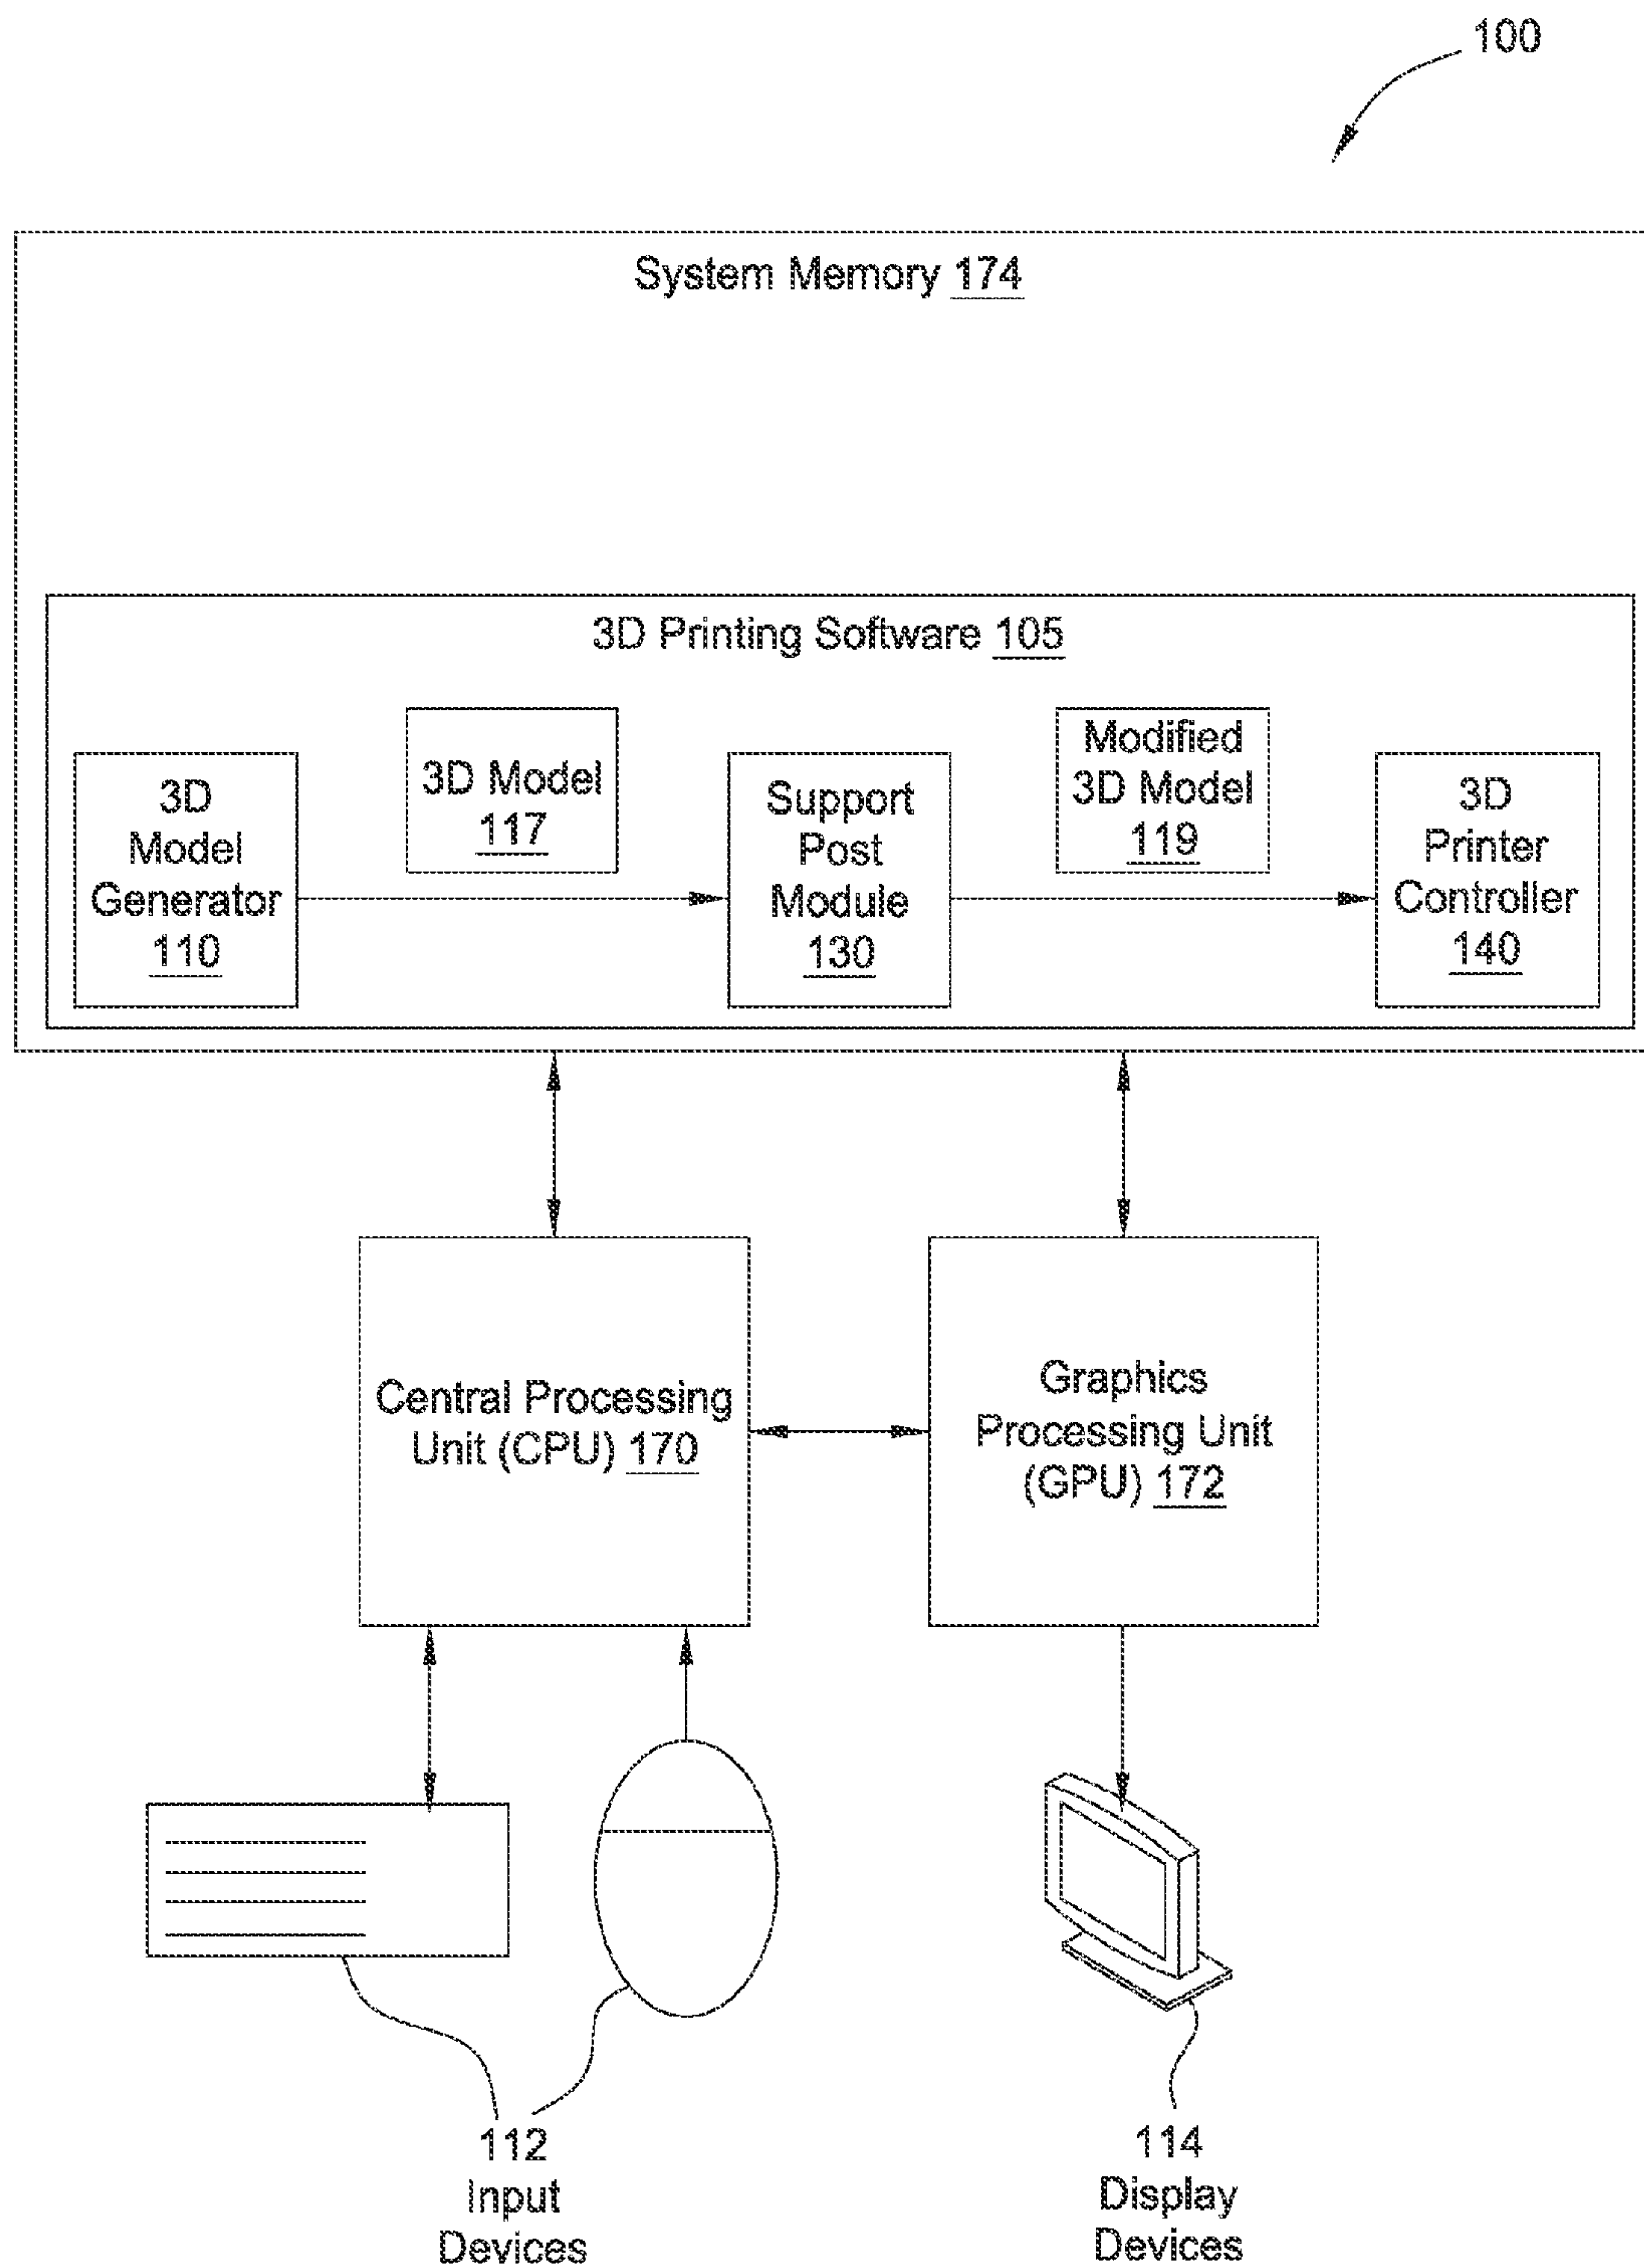 100
System Memory 174
3D Printing Software 105
3D
Model
Generator
110
3D Model
117
Support
Post
Module
130
Modified
3D Model
119
3D
Printer
Controller
140
Central Processing
Unit (CPU) 170
Graphics
Processing Unit
(GPU) 172
112
Input
Devices
114
Display
Devices